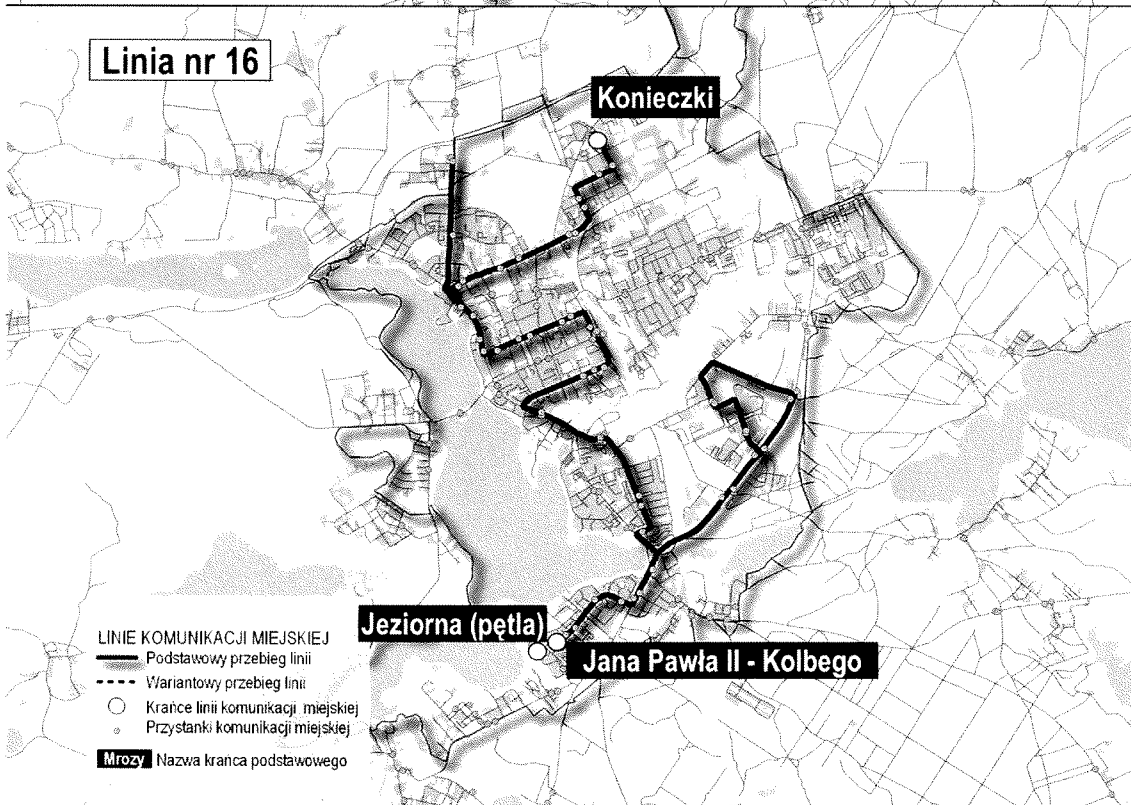 Linia nr 16
Konieczki
Jeziorna (pętla)
Jana Pawła II - Kolbego
LINIE KOMUNIKACJI MIEJSKIEJ
Podstawowy przebieg linii
Wariantowy przebieg linii
Krańce linii komunikacji miejskiej
Przystanki komunikacji miejskiej
Mrozy Nazwa krańca podstawowego